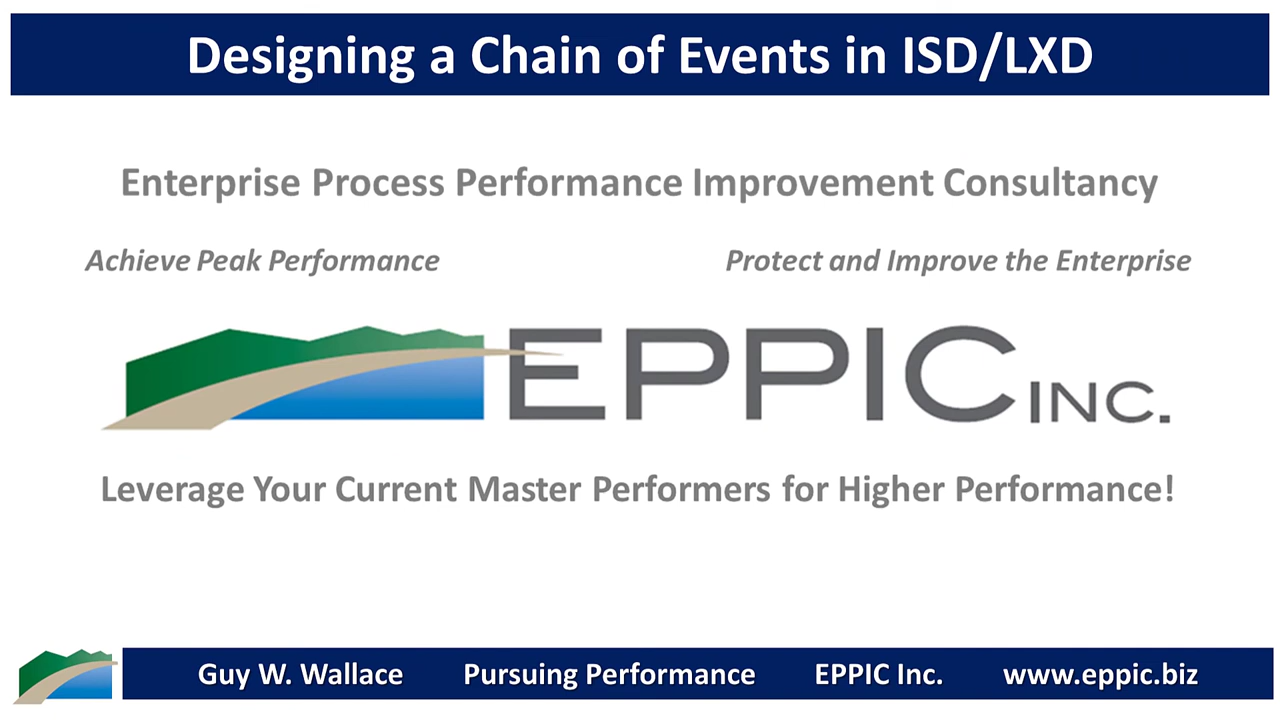 Designing a Chain of Events in ISD/LXD
Enterprise Process Performance Improvement Consultancy
Achieve Peak Performance Protect and Improve the Enterprise
EPPIC INC.
Leverage Your Current Master Performers for Higher Performance!
Guy W. Wallace Pursuing Performance EPPIC Inc. www.eppic.biz